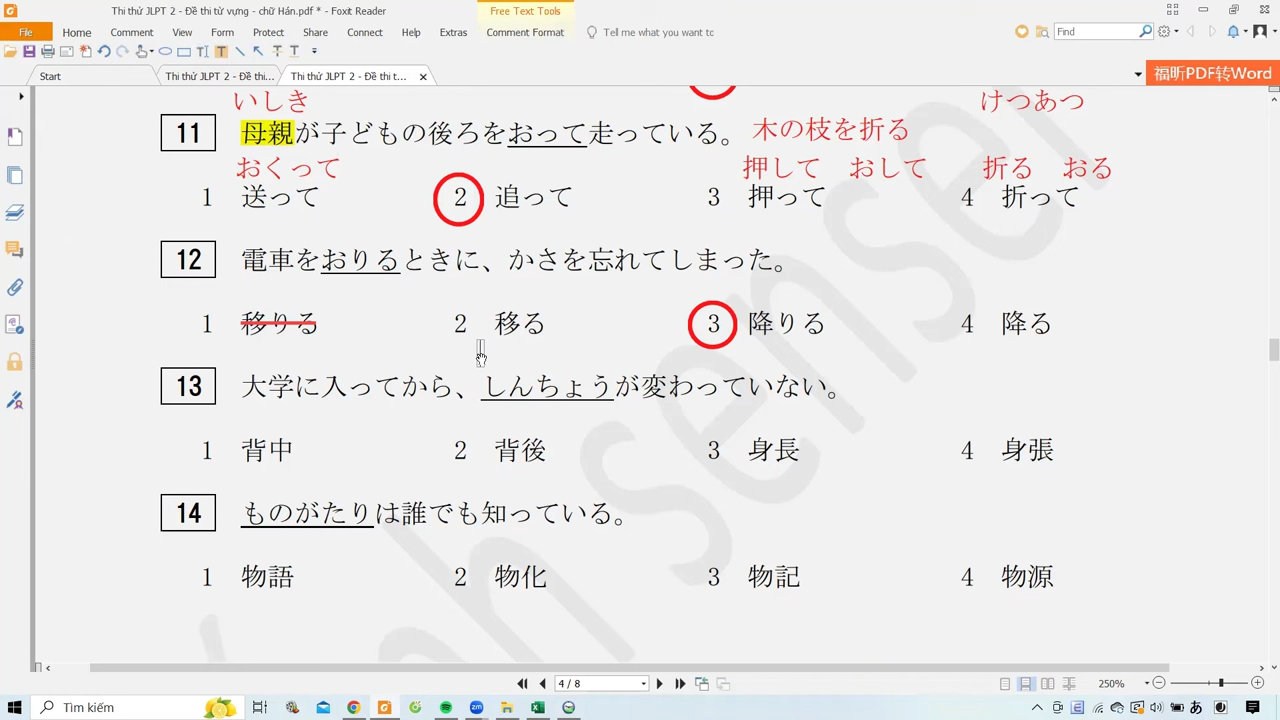 Thi thử JLPT 2 - Đề thi từ vựng - chữ Hán.pdf * - Foxit Reader
Free Text Tools
File Home Comment View Form Protect Share Connect Help Extras Comment Format Tell me what you want to Find
Start Thi thử JLPT 2 - Đề thi... Thi thử JLPT 2 - Đề thi t... 福昕PDF转Word
いしき けつあつ
11 母親が子どもの後ろをおって走っている。 木の枝を折る
おくって 押して おして 折る おる
1 送って 2 追って 3 押って 4 折って
12 電車をおりるときに、かさを忘れてしまった。
1 移りる 2 移る 3 降りる 4 降る
13 大学に入ってから、しんちょうが変わっていない。
1 背中 2 背後 3 身長 4 身張
14 ものがたりは誰でも知っている。
1 物語 2 物化 3 物記 4 物源
4 / 8 250%
Tìm kiếm